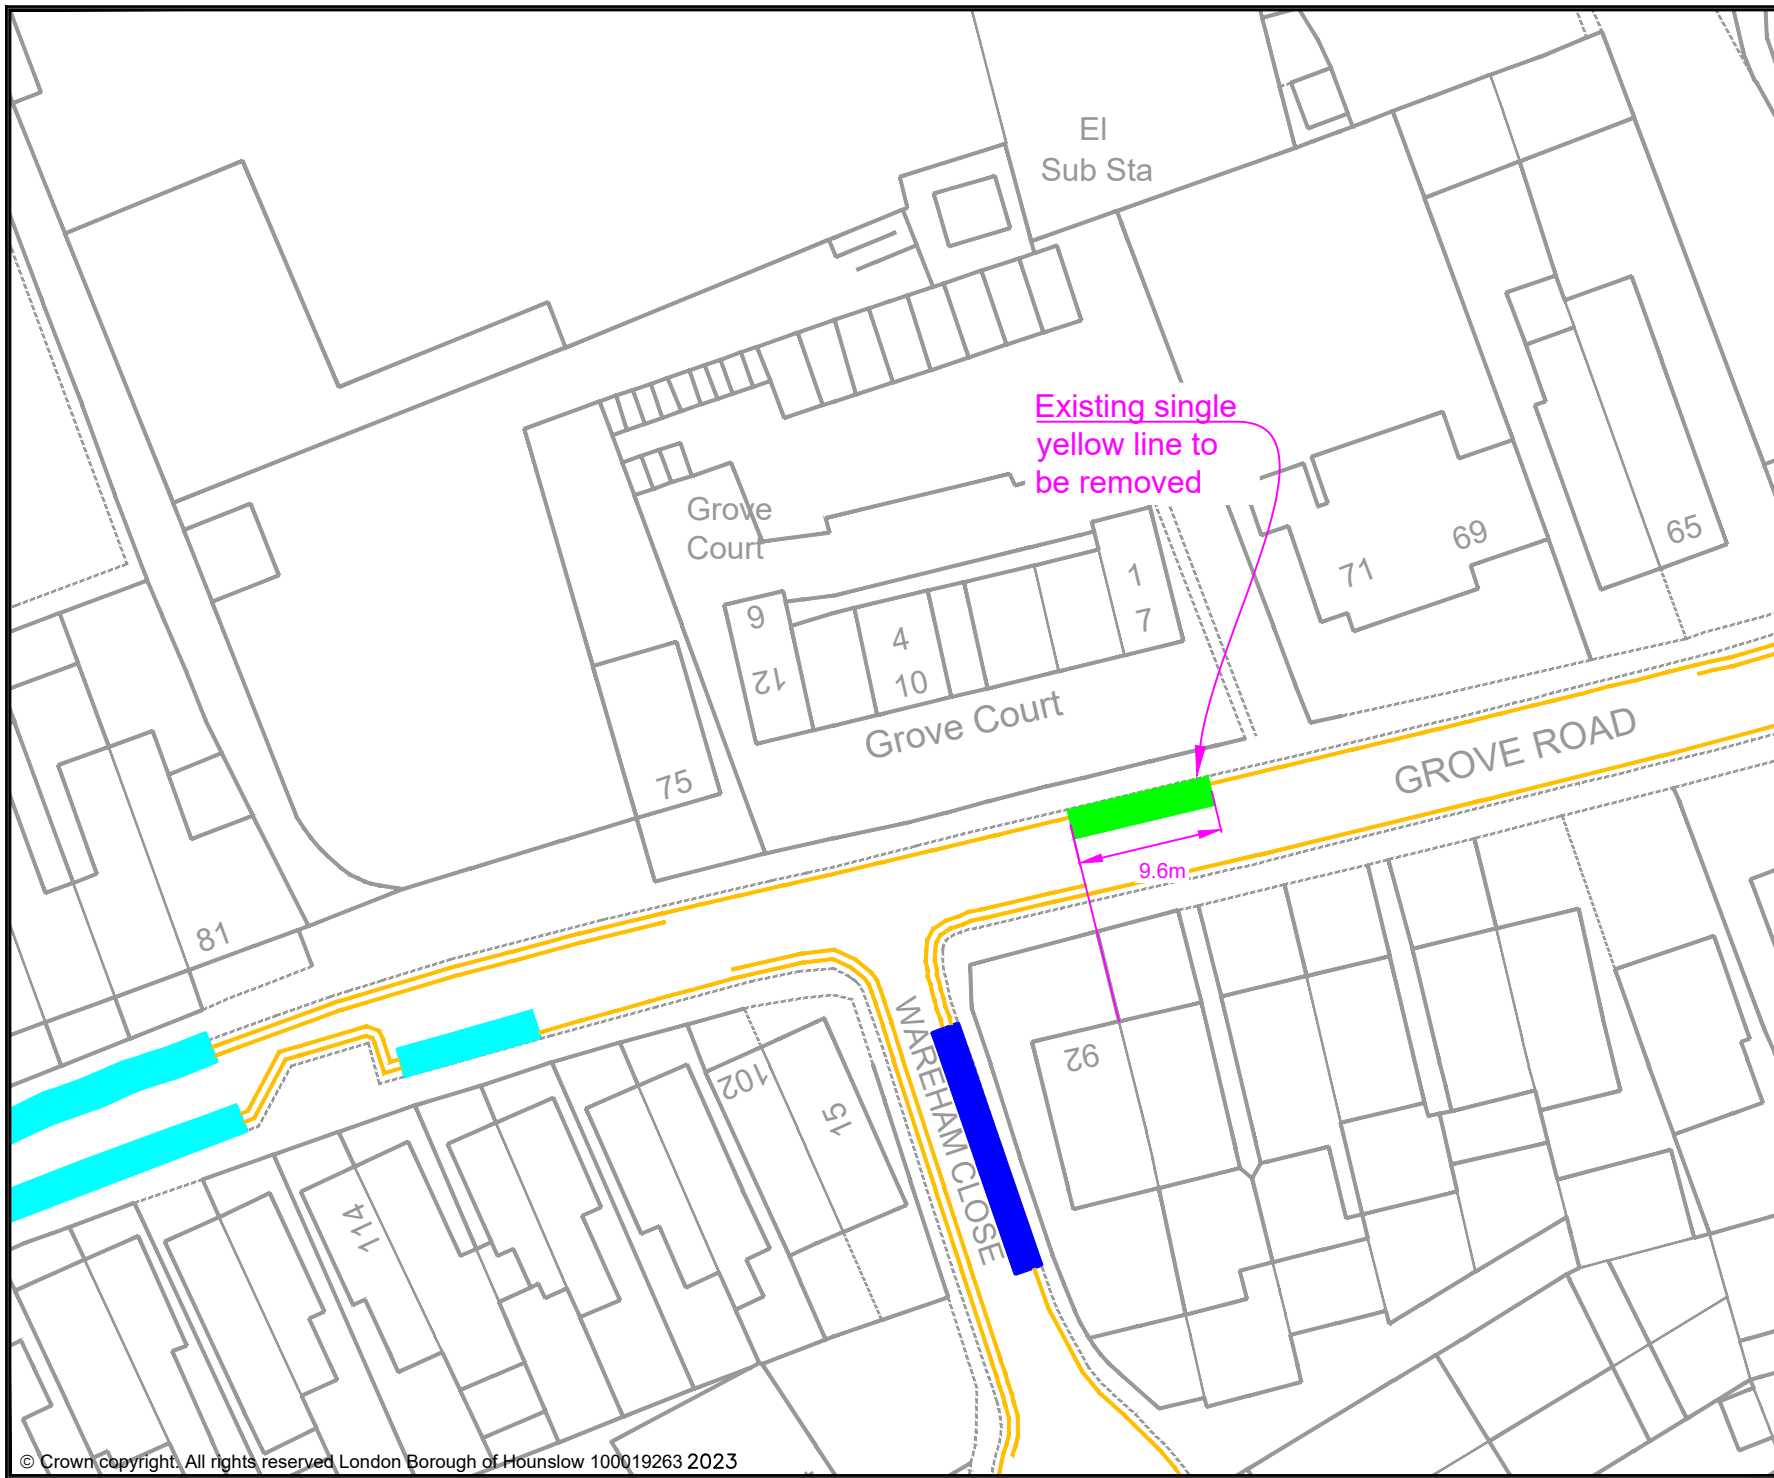 El
Sub Sta
Existing single
yellow line to
be removed
Grove
Court
65
69
71
1
7
6
12
4
10
Grove Court
75
GROVE ROAD
9.6m
81
92
WAREHAM CLOSE
102
15
114
© Crown copyright. All rights reserved London Borough of Hounslow 100019263 2023